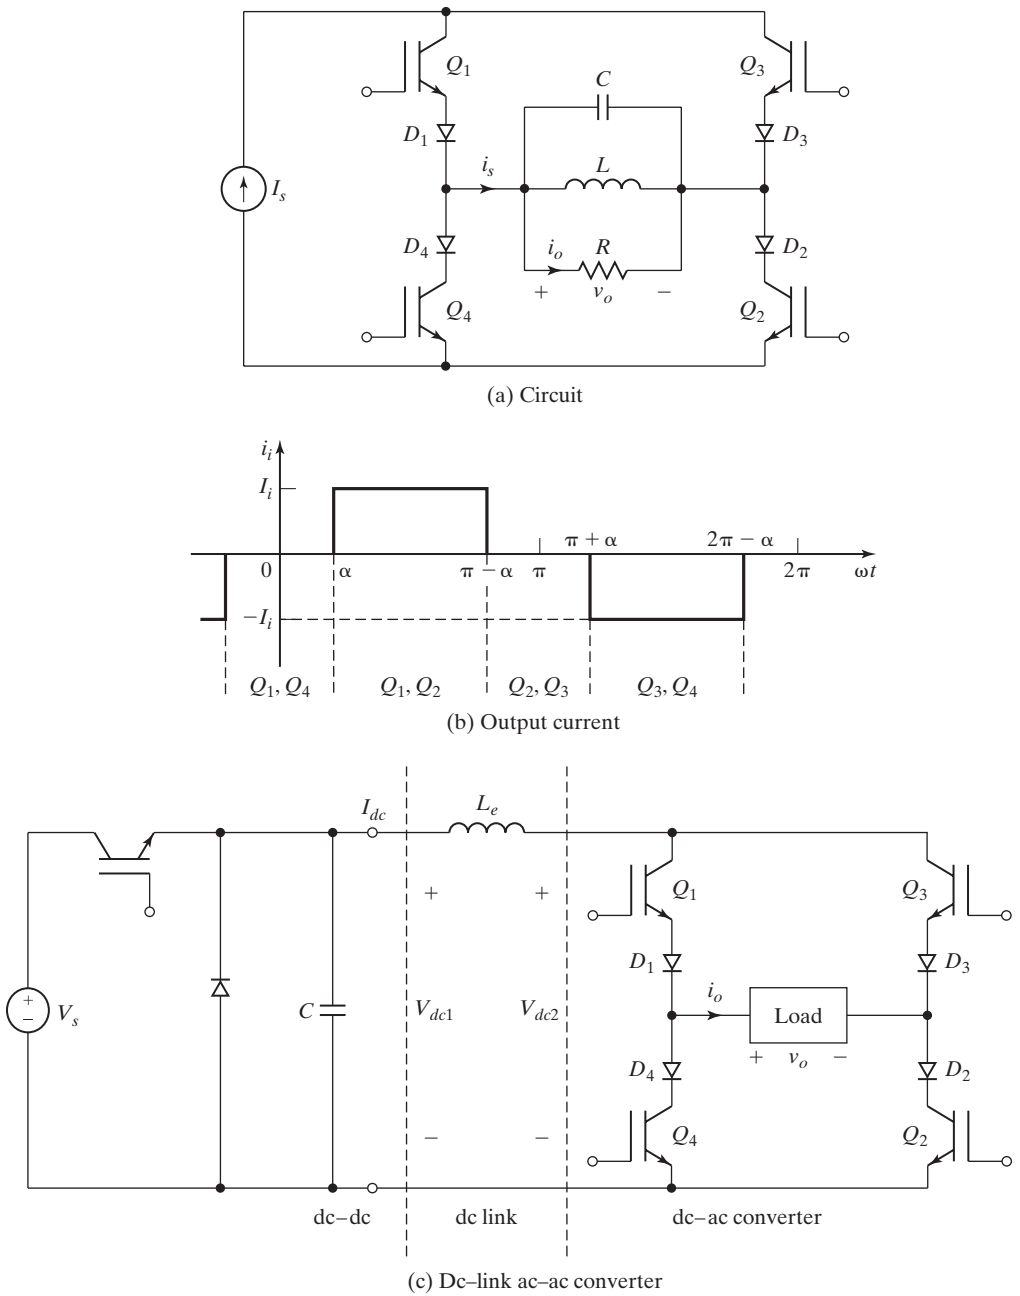 Q1
Q3
C
D1
D3
is
L
Is
D4
io
R
D2
+ vo −
Q4
Q2
(a) Circuit
ii
Ii
π + α
2π − α
0
α
π − α
π
2π
ωt
−Ii
Q1, Q4
Q1, Q2
Q2, Q3
Q3, Q4
(b) Output current
Idc
Le
+
+
Q1
Q3
D1
D3
+
−
Vs
C
Vdc1
Vdc2
io
Load
+ vo −
D4
D2
−
−
Q4
Q2
dc–dc
dc link
dc–ac converter
(c) Dc–link ac–ac converter